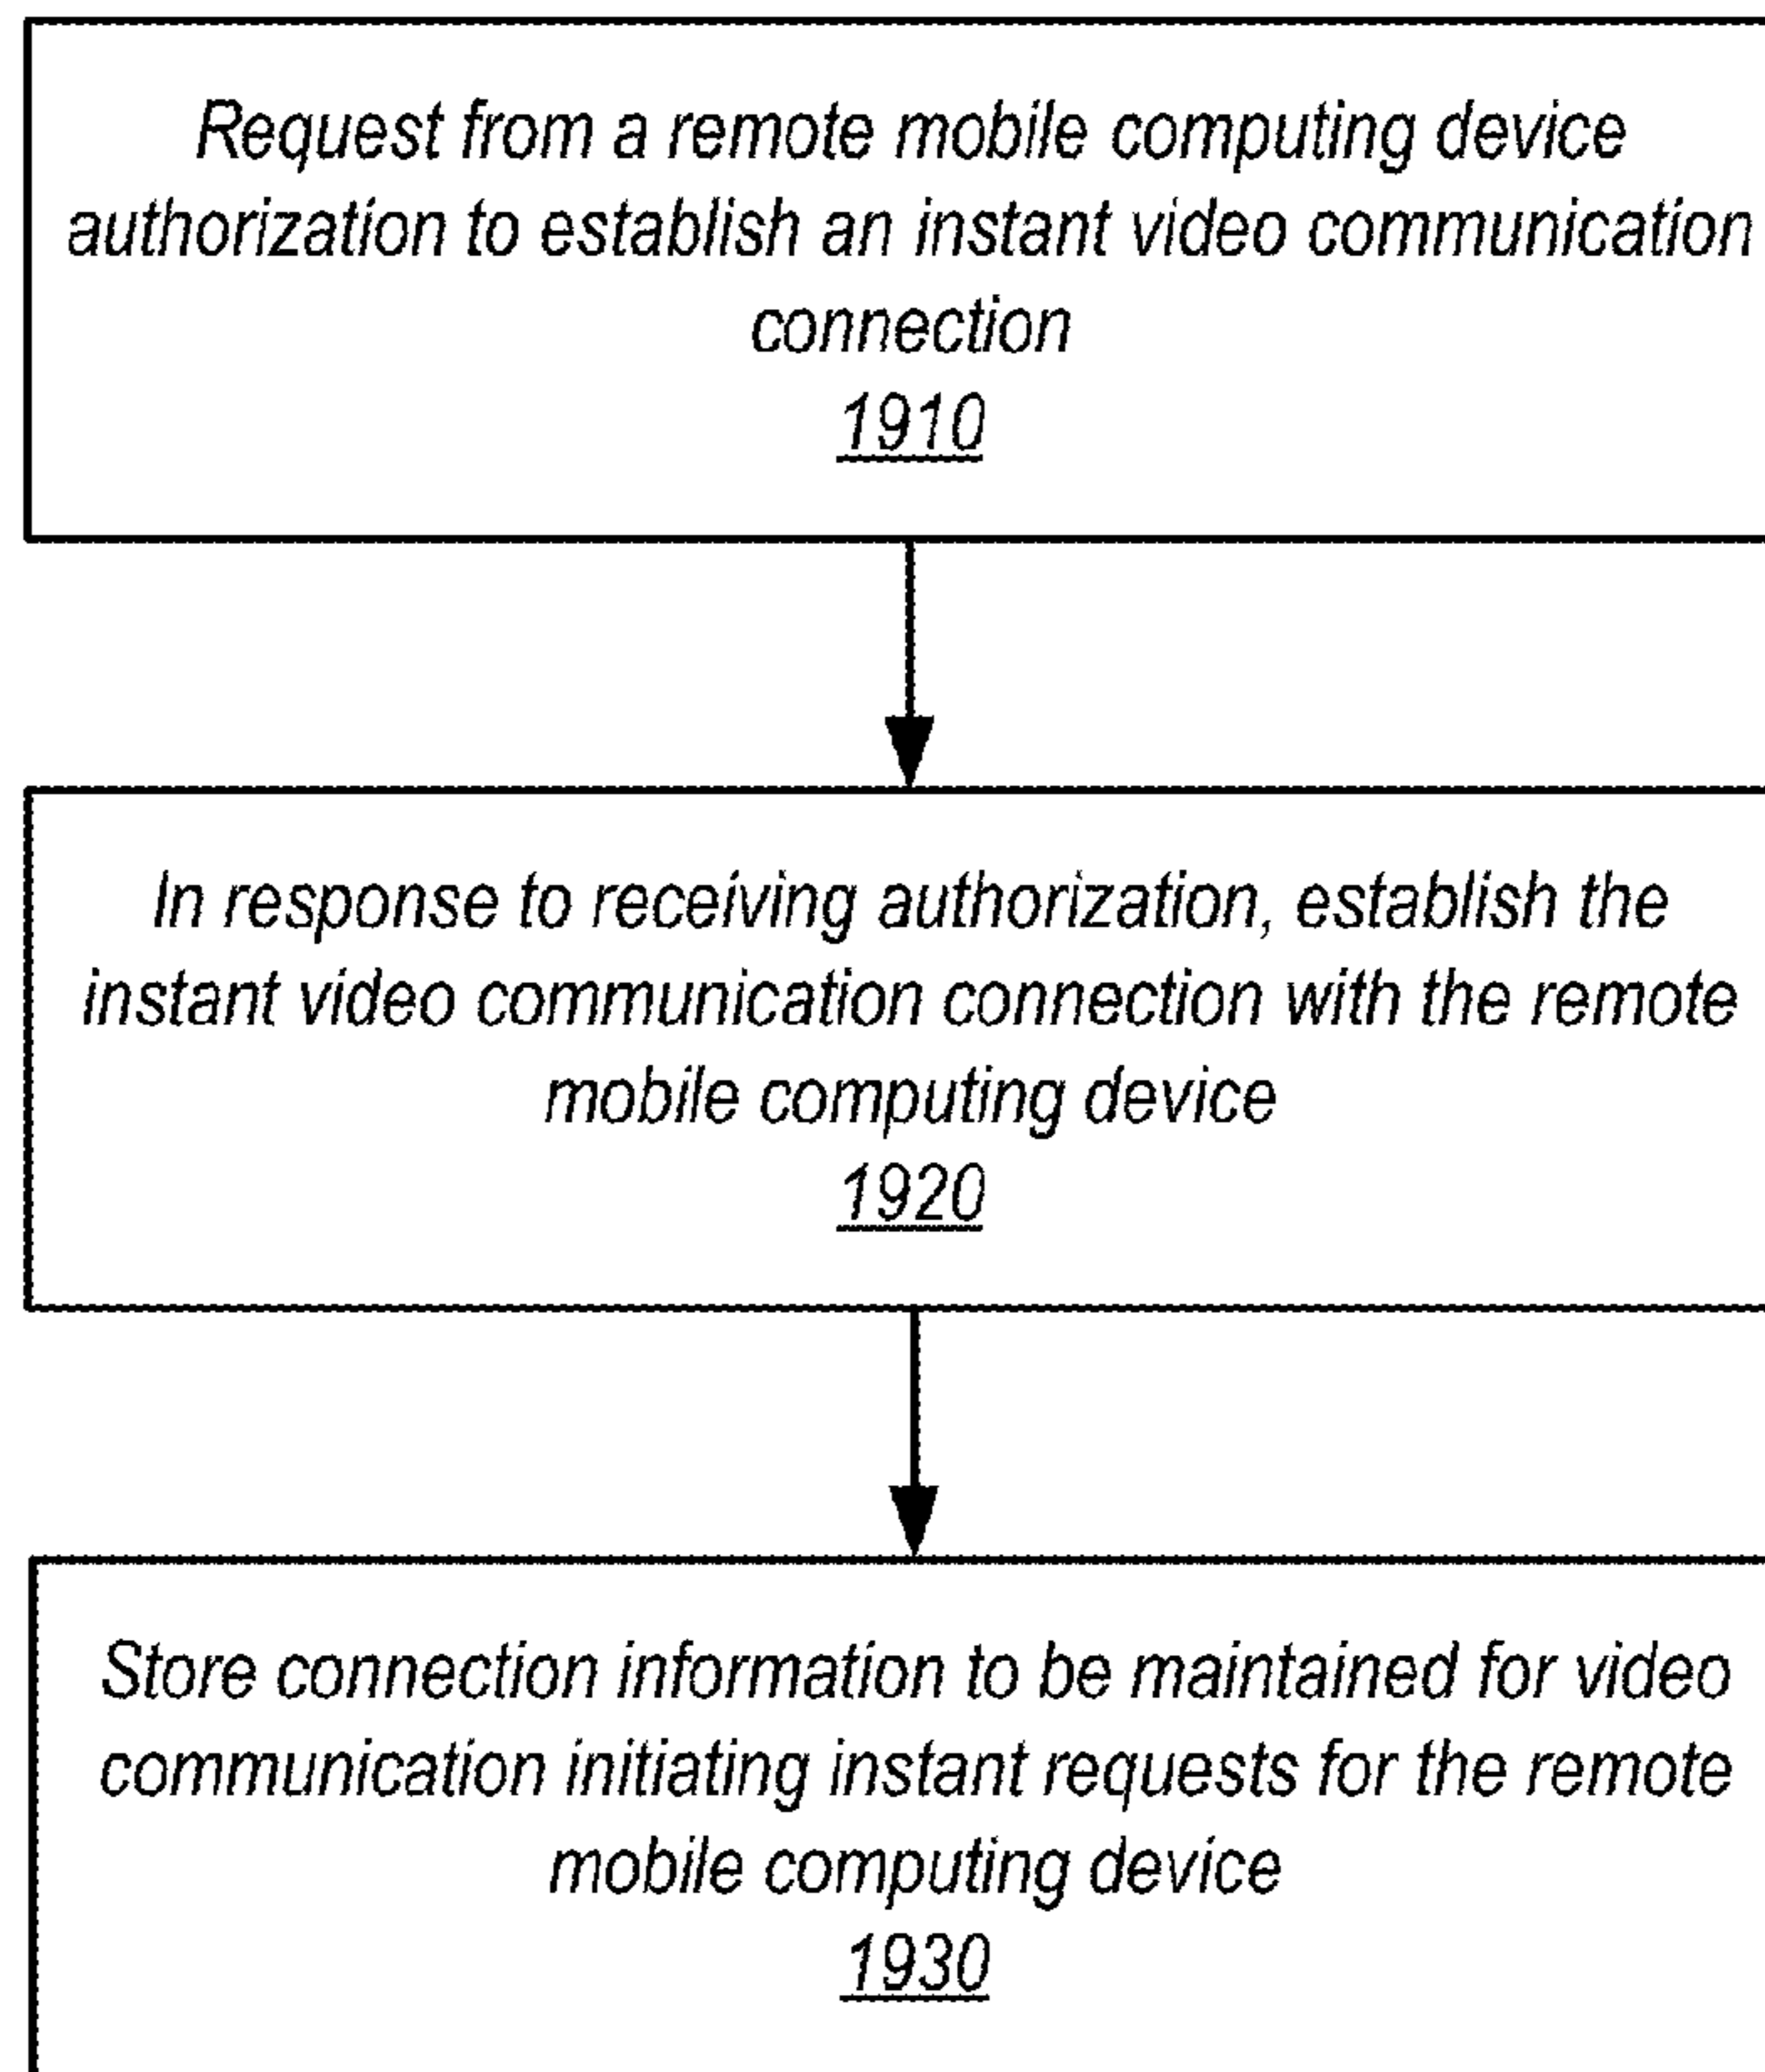 Request from a remote mobile computing device
authorization to establish an instant video communication
connection
1910
In response to receiving authorization, establish the
instant video communication connection with the remote
mobile computing device
1920
Store connection information to be maintained for video
communication initiating instant requests for the remote
mobile computing device
1930